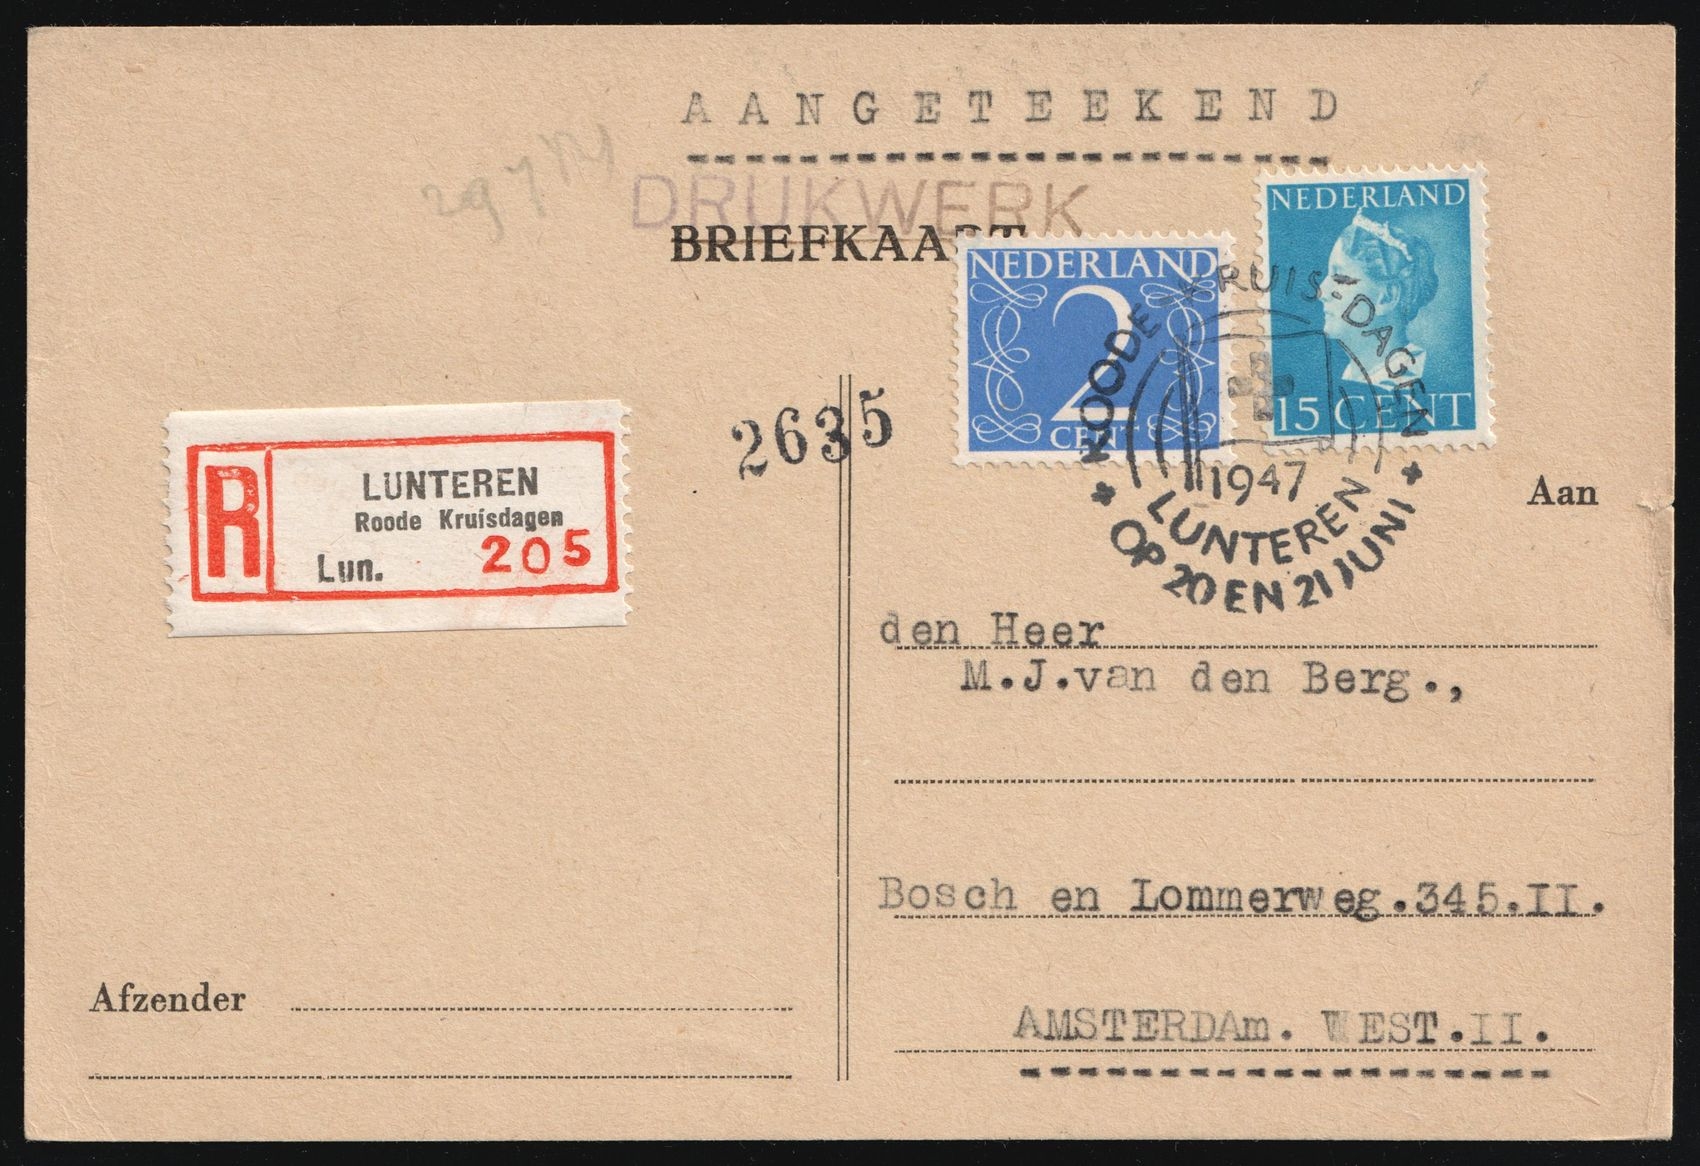 AANGETEEKEND
DRUKWERK
BRIEFKAART
NEDERLAND
2
CENT
NEDERLAND
15 CENT
ROODE KRUIS-DAGEN
1947
LUNTEREN
OP 20 EN 21 JUNI
2635
R
LUNTEREN
Roode Kruisdagen
Lun. 205
Aan
den Heer
M.J.van den Berg.,
Bosch en Lommerweg.345.II.
AMSTERDAm. WEST.II.
Afzender